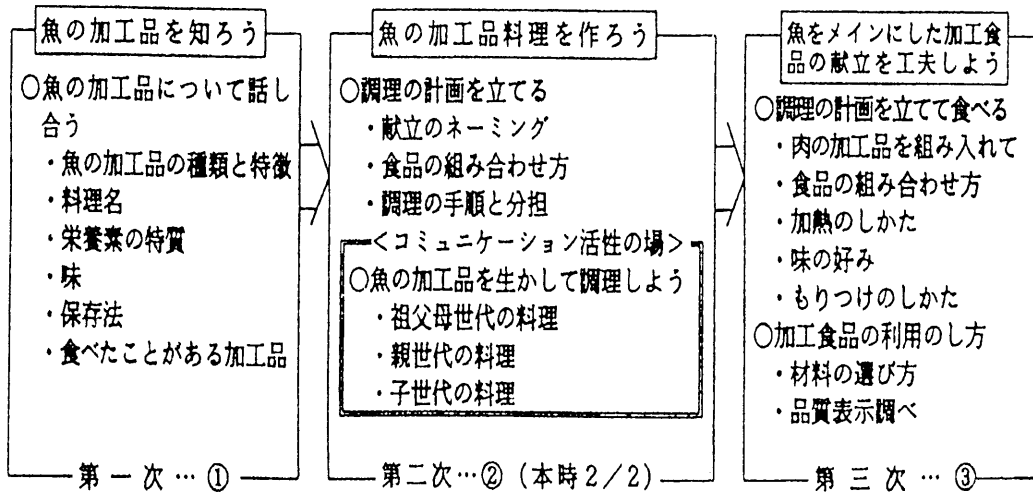 魚の加工品を知ろう
○魚の加工品について話し
合う
・魚の加工品の種類と特徴
・料理名
・栄養素の特質
・味
・保存法
・食べたことがある加工品
第一次…①
魚の加工品料理を作ろう
○調理の計画を立てる
・献立のネーミング
・食品の組み合わせ方
・調理の手順と分担
<コミュニケーション活性の場>
○魚の加工品を生かして調理しよう
・祖父母世代の料理
・親世代の料理
・子世代の料理
第二次…②(本時2/2)
魚をメインにした加工食
品の献立を工夫しよう
○調理の計画を立てて食べる
・肉の加工品を組み入れて
・食品の組み合わせ方
・加熱のしかた
・味の好み
・もりつけのしかた
○加工食品の利用のし方
・材料の選び方
・品質表示調べ
第三次…③